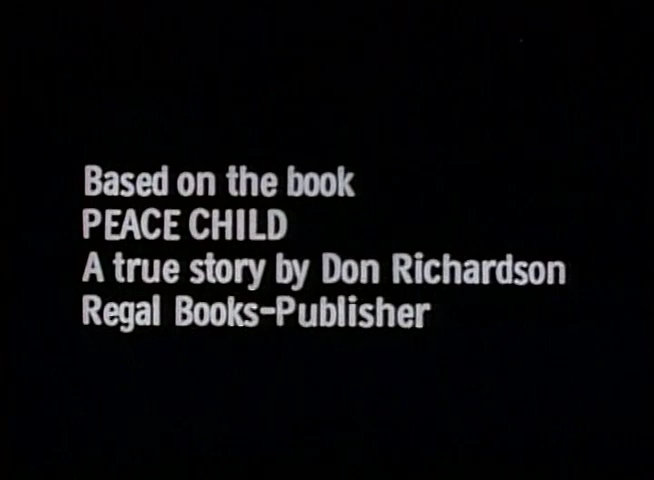 Based on the book
PEACE CHILD
A true story by Don Richardson
Regal Books-Publisher